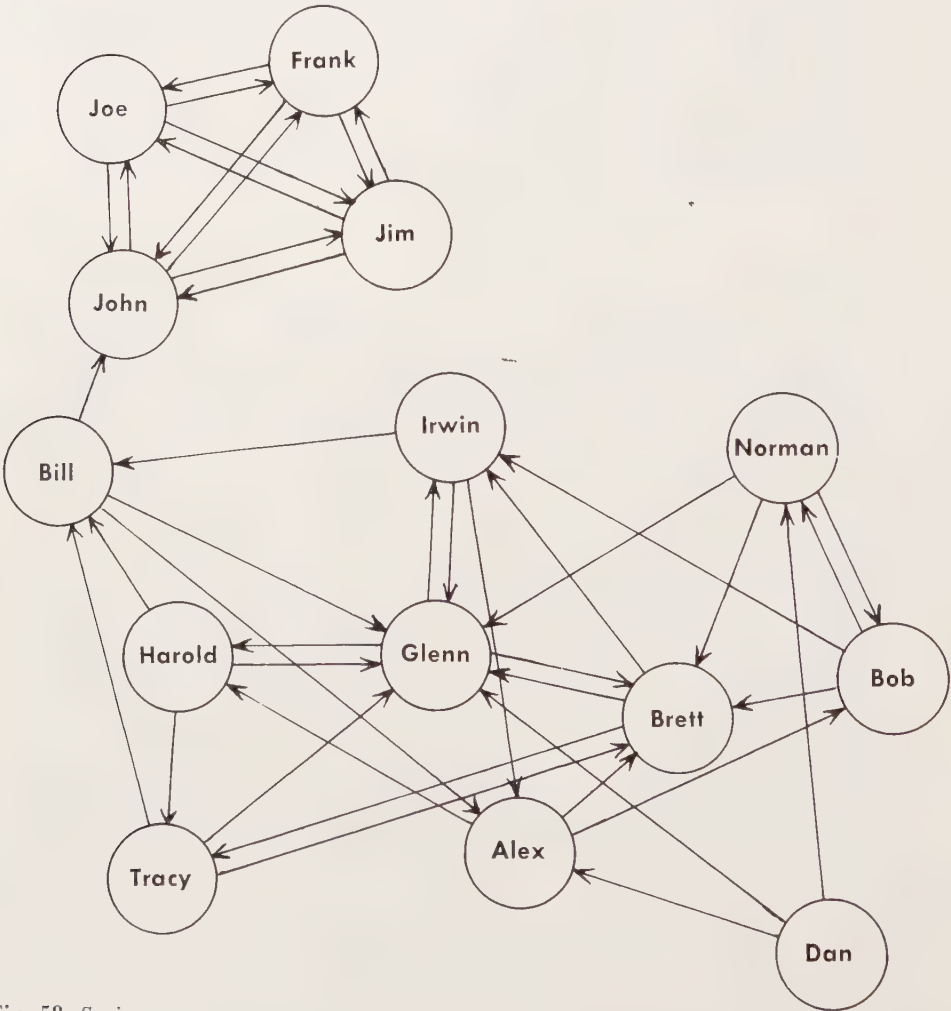 Frank
Joe
Jim
John
Irwin
Norman
Bill
Harold
Glenn
Bob
Brett
Alex
Tracy
Dan